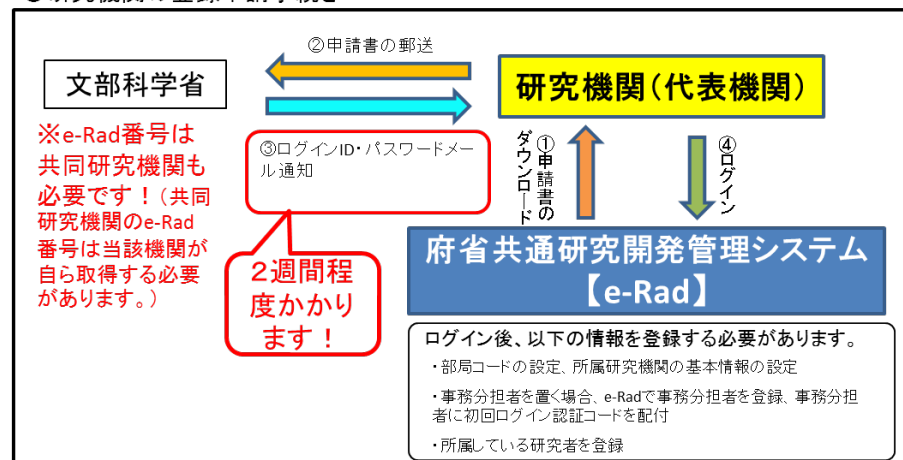 ②申請書の郵送
文部科学省
研究機関（代表機関）
※e-Rad番号は
共同研究機関も
必要です！（共同
研究機関のe-Rad
番号は当該機関が
自ら取得する必要
があります。）
③ログインID・パスワードメー
ル通知
２週間程
度かかり
ます！
①申請書の
ダウンロード
④ログイン
府省共通研究開発管理システム
【e-Rad】
ログイン後、以下の情報を登録する必要があります。
・部局コードの設定、所属研究機関の基本情報の設定
・事務分担者を置く場合、e-Radで事務分担者を登録、事務分担
者に初回ログイン認証コードを配付
・所属している研究者を登録